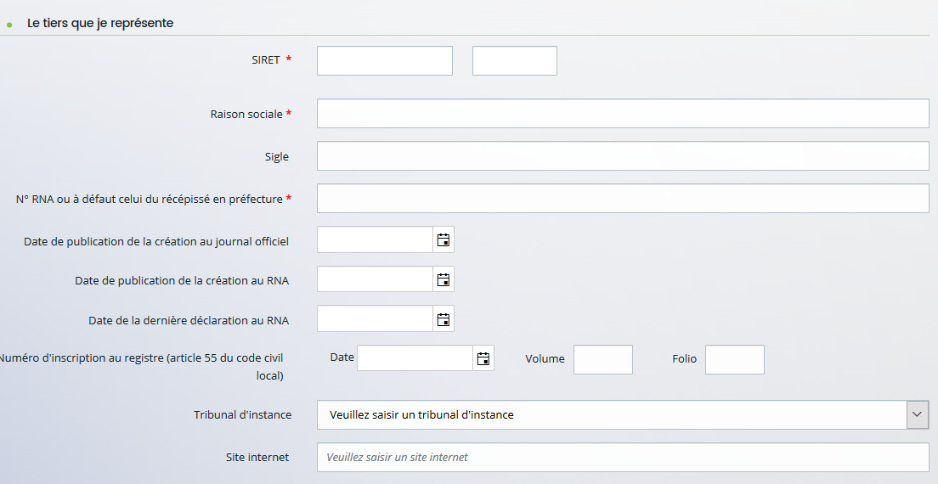 Le tiers que je représente
SIRET *
Raison sociale *
Sigle
N° RNA ou à défaut celui du récépissé en préfecture *
Date de publication de la création au journal officiel
Date de publication de la création au RNA
Date de la dernière déclaration au RNA
Numéro d'inscription au registre (article 55 du code civil
local)
Date
Volume
Folio
Tribunal d'instance
Veuillez saisir un tribunal d'instance
Site internet
Veuillez saisir un site internet